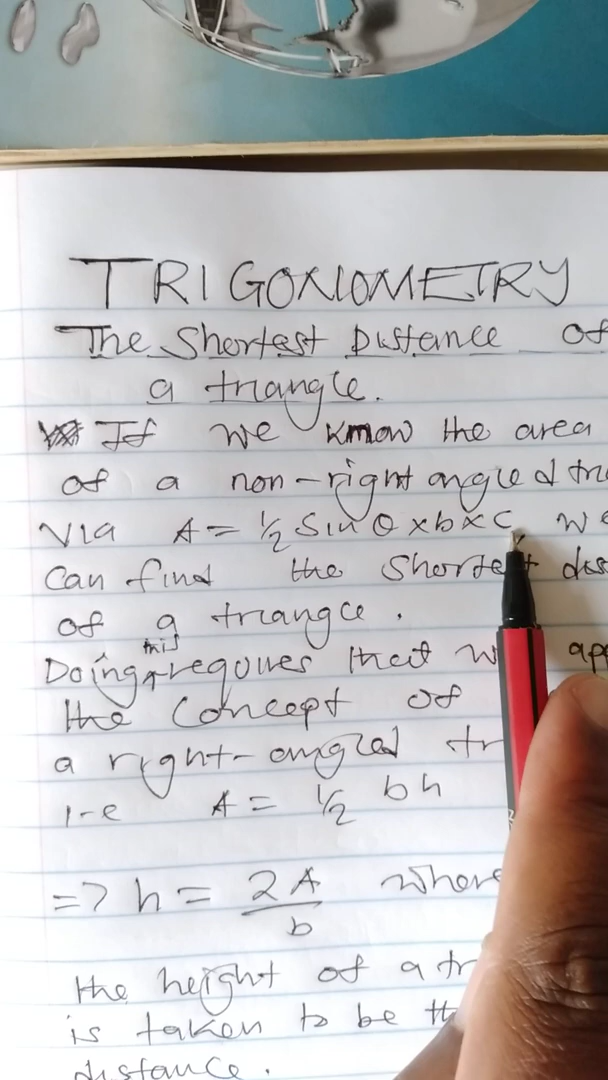 TRIGONOMETRY
The Shortest Distance of
a triangle.
If we know the area
of a non-right angled
via A = 1/2 Sin θ x b x C, we
can find the shortest
of a triangle.
Doing this requires that
the concept of
a right-angled
i-e A = 1/2 bh
=> h = 2A/b where
the height of a
is taken to be
distance.